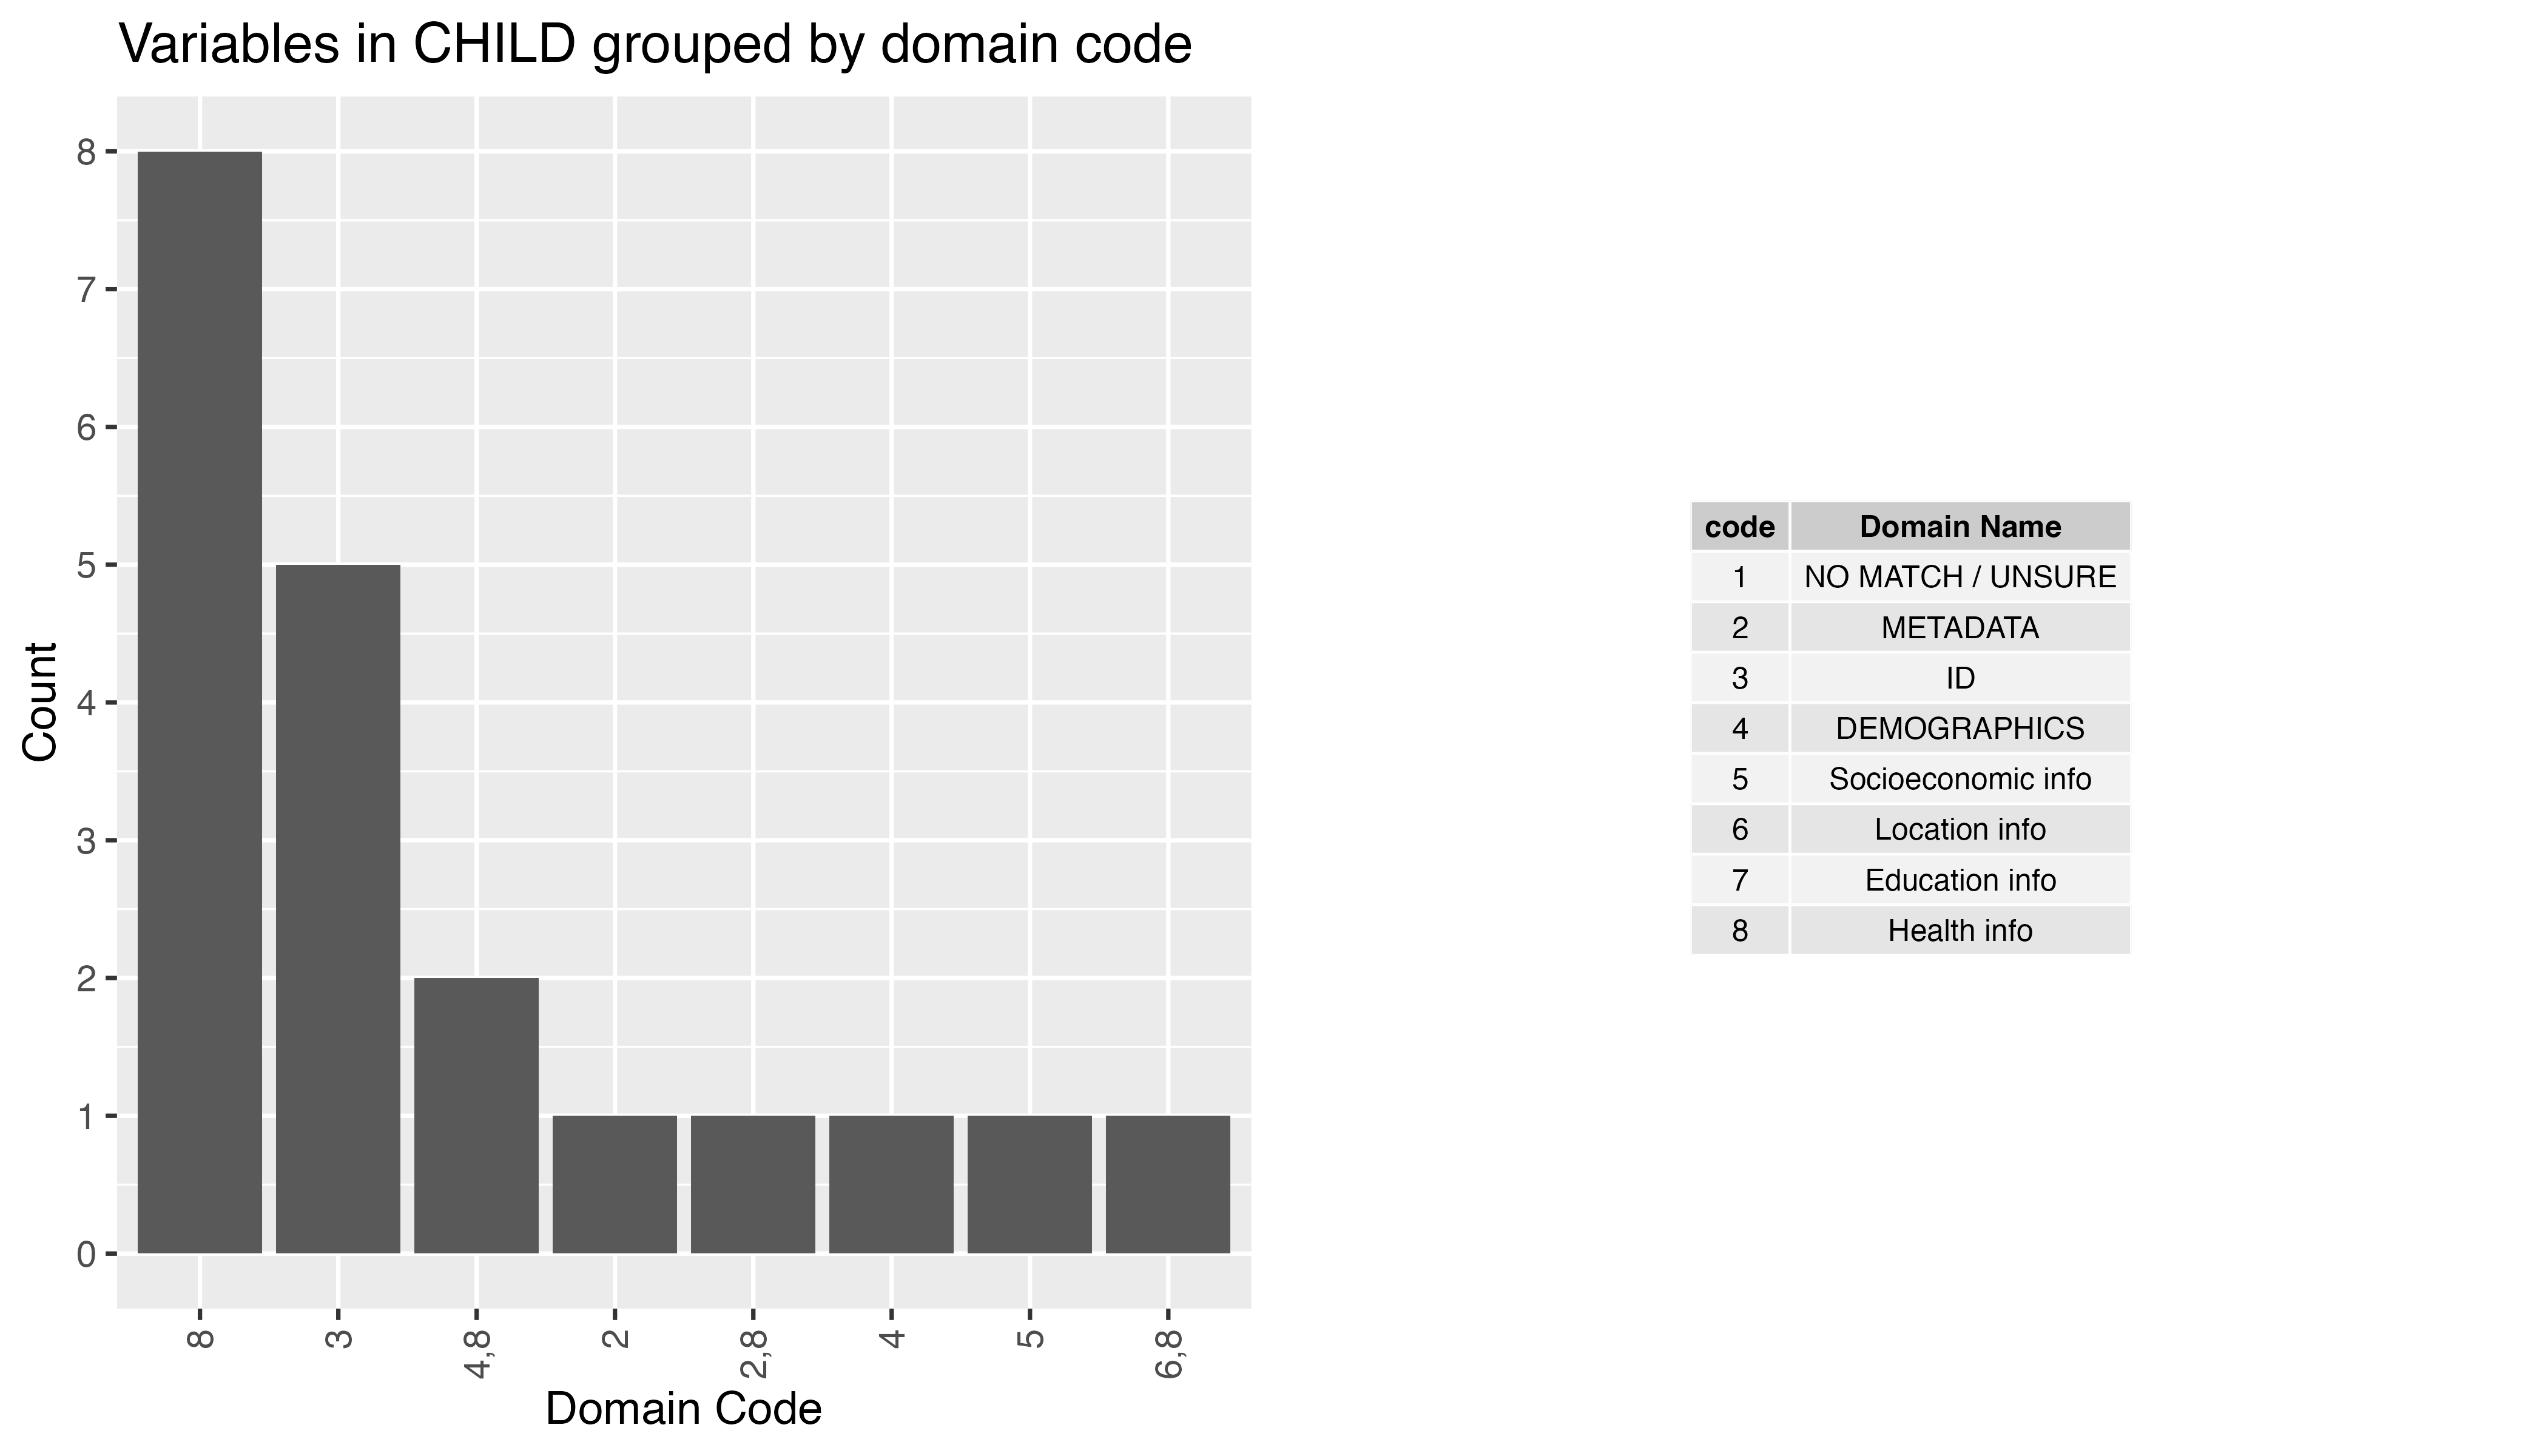 Variables in CHILD grouped by domain code
Count
8
7
6
5
4
3
2
1
0
8
3
4,8
2
2,8
4
5
6,8
Domain Code
code Domain Name
1 NO MATCH / UNSURE
2 METADATA
3 ID
4 DEMOGRAPHICS
5 Socioeconomic info
6 Location info
7 Education info
8 Health info